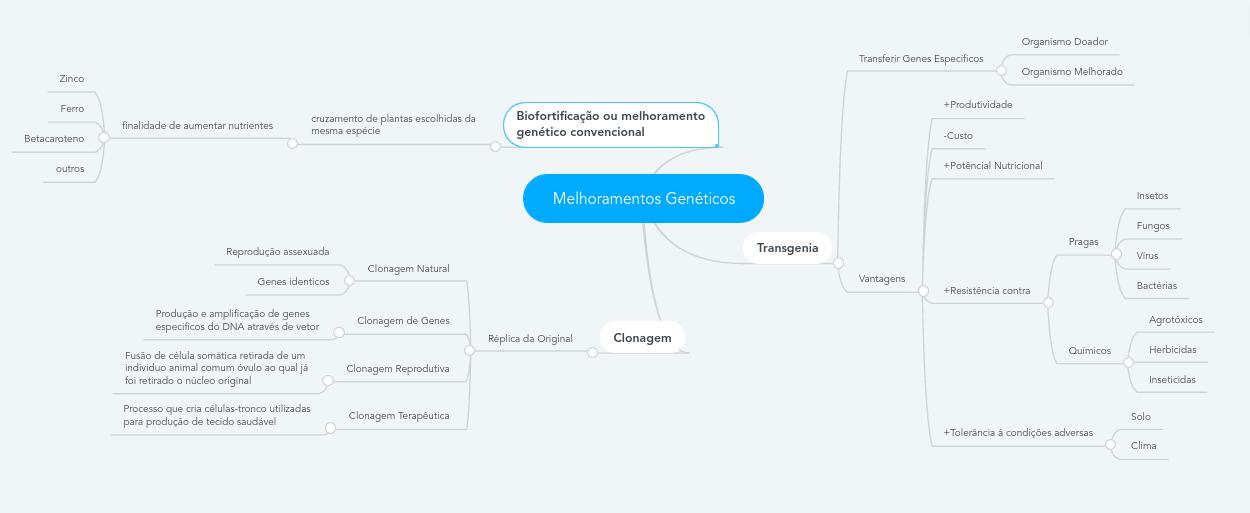 Melhoramentos Genéticos
Biofortificação ou melhoramento
genético convencional
cruzamento de plantas escolhidas da
mesma espécie
finalidade de aumentar nutrientes
Zinco
Ferro
Betacaroteno
outros
Transgenia
Transferir Genes Especificos
Organismo Doador
Organismo Melhorado
Vantagens
+Produtividade
-Custo
+Potêncial Nutricional
+Resistência contra
Pragas
Insetos
Fungos
Vírus
Bactérias
Químicos
Agrotóxicos
Herbicidas
Inseticidas
+Tolerância á condições adversas
Solo
Clima
Clonagem
Réplica da Original
Clonagem Natural
Reprodução assexuada
Genes identicos
Clonagem de Genes
Produção e amplificação de genes
especificos do DNA através de vetor
Clonagem Reprodutiva
Fusão de célula somática retirada de um
individuo animal comum óvulo ao qual já
foi retirado o núcleo original
Clonagem Terapêutica
Processo que cria células-tronco utilizadas
para produção de tecido saudável